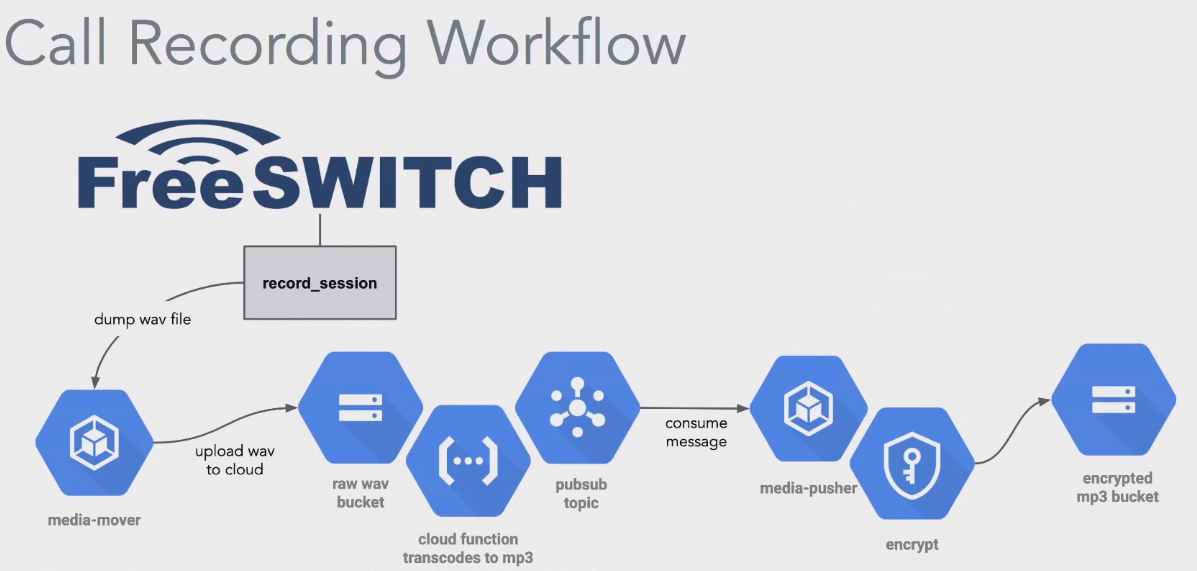 Call Recording Workflow
FreeSWITCH
record_session
dump wav file
upload wav
to cloud
media-mover
raw wav
bucket
cloud function
transcodes to mp3
pubsub
topic
consume
message
media-pusher
encrypt
encrypted
mp3 bucket